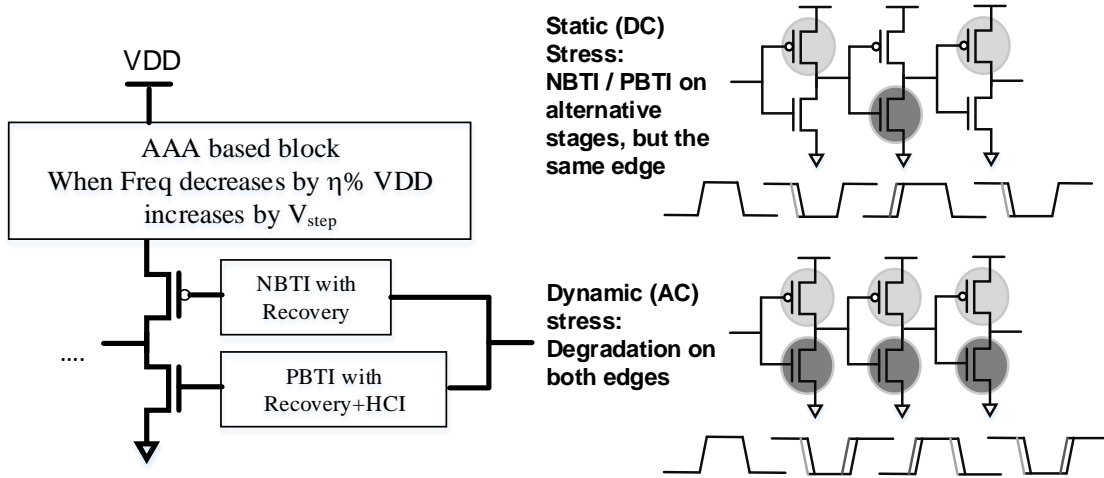 VDD
AAA based block
When Freq decreases by η% VDD
increases by Vstep
NBTI with
Recovery
....
PBTI with
Recovery+HCI
Static (DC)
Stress:
NBTI / PBTI on
alternative
stages, but the
same edge
Dynamic (AC)
stress:
Degradation on
both edges